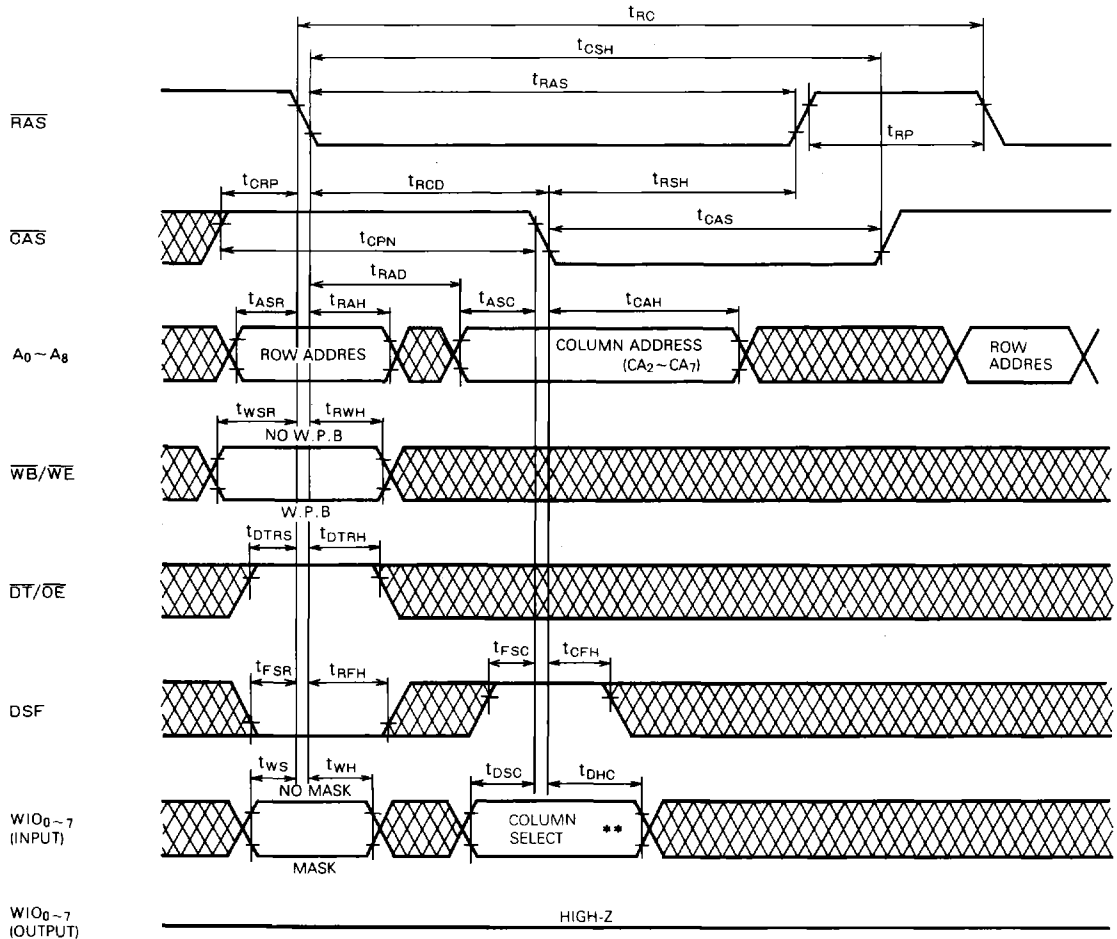 tRC
tCSH
tRAS
RAS
tRP
tCRP
tRCD
tRSH
CAS
tCAS
tCPN
tRAD
tASR
tRAH
tASC
tCAH
A0~A8
ROW ADDRES
COLUMN ADDRESS
(CA2~CA7)
ROW
ADDRES
tWSR
tRWH
NO W.P.B
WB/WE
W.P.B
tDTRS
tDTRH
DT/OE
tFSC
tCFH
tFSR
tRFH
DSF
tWS
tWH
tDSC
tDHC
NO MASK
WIO0~7
(INPUT)
COLUMN
SELECT **
MASK
WIO0~7
(OUTPUT)
HIGH-Z